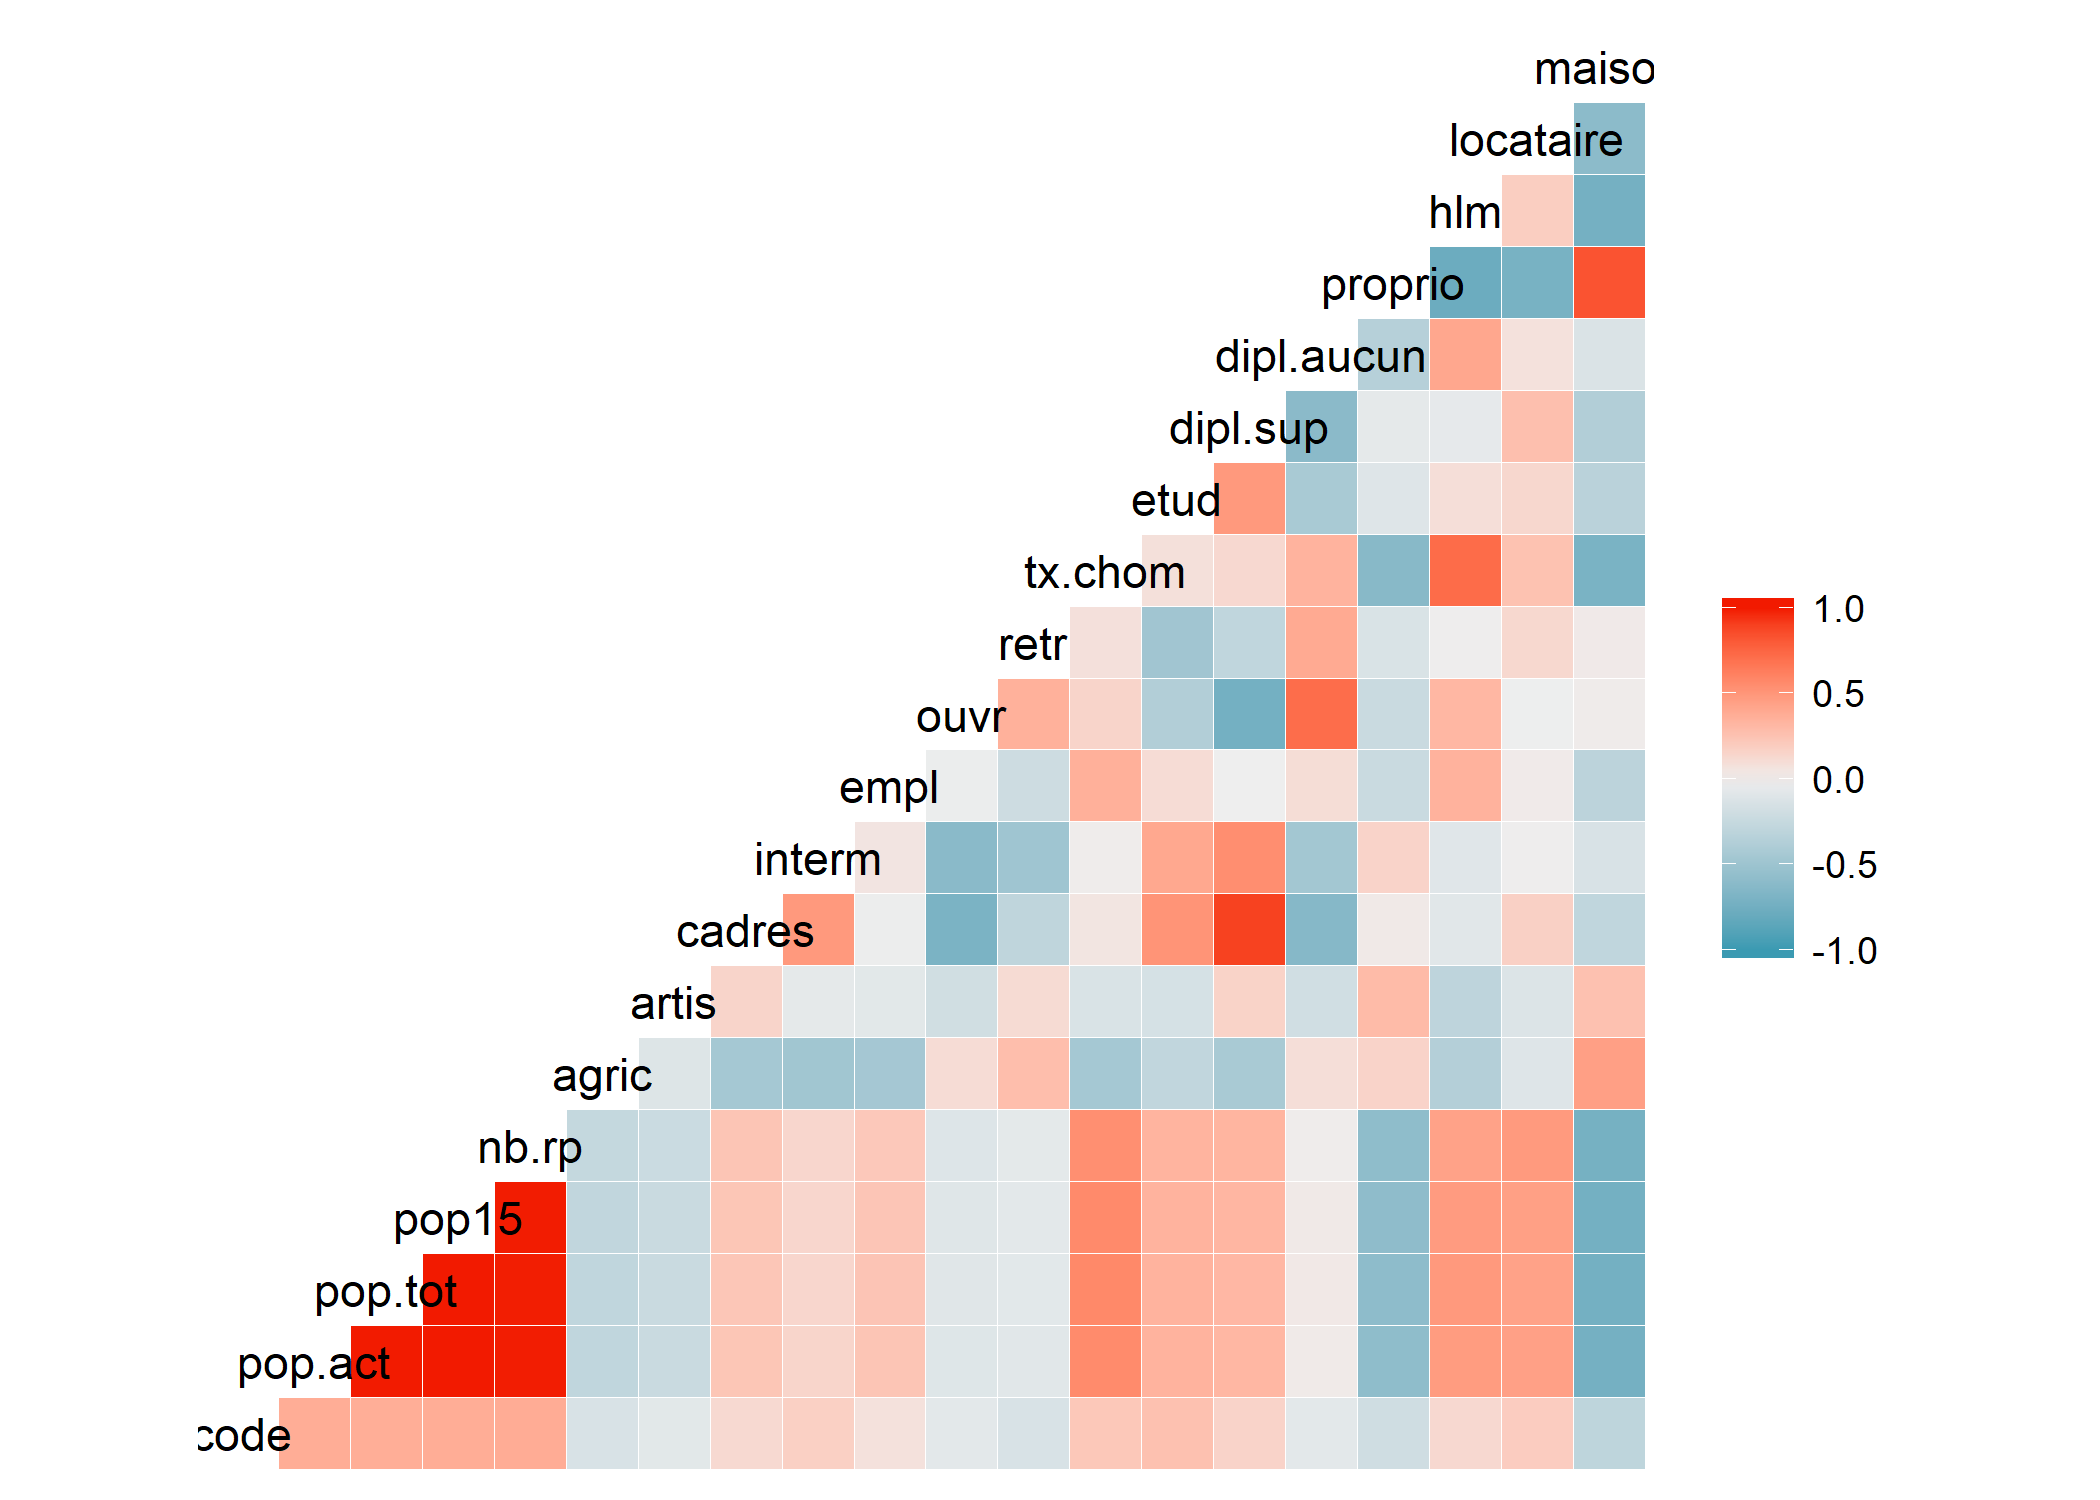 maiso
locataire
hlm
proprio
dipl.aucun
dipl.sup
etud
tx.chom
retr
ouvr
empl
interm
cadres
artis
agric
nb.rp
pop15
pop.tot
pop.act
code
1.0
0.5
0.0
-0.5
-1.0